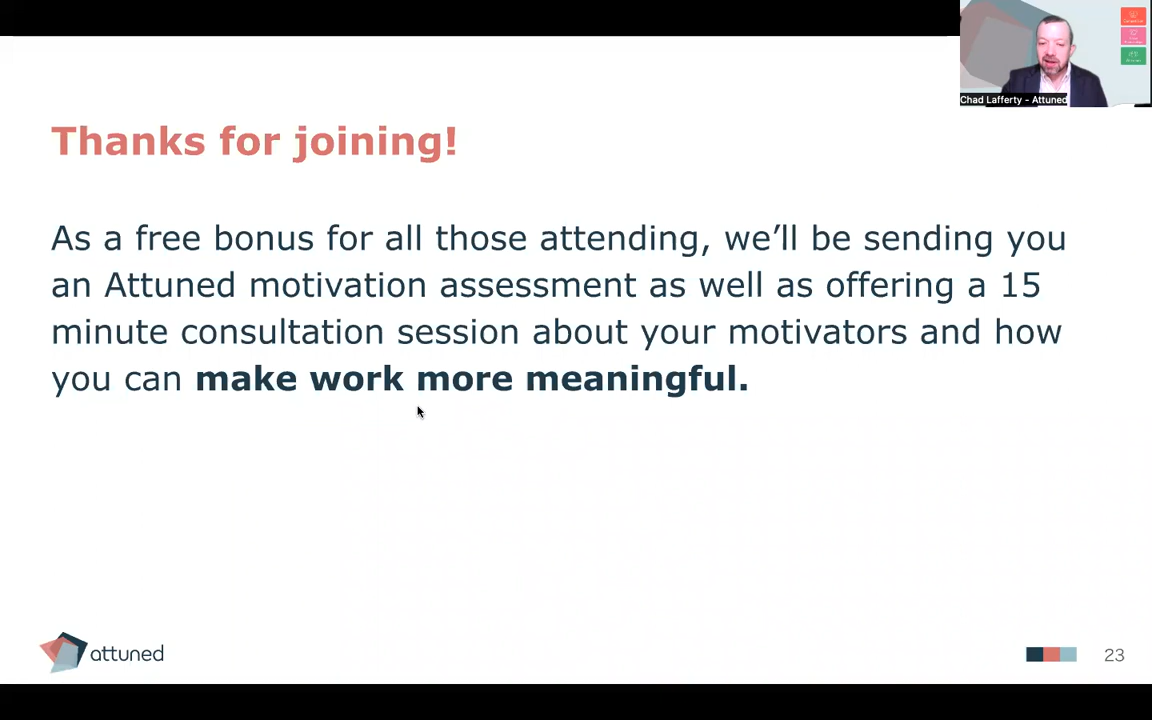 Chad Lafferty - Attuned
Thanks for joining!
As a free bonus for all those attending, we’ll be sending you
an Attuned motivation assessment as well as offering a 15
minute consultation session about your motivators and how
you can make work more meaningful.
attuned
23